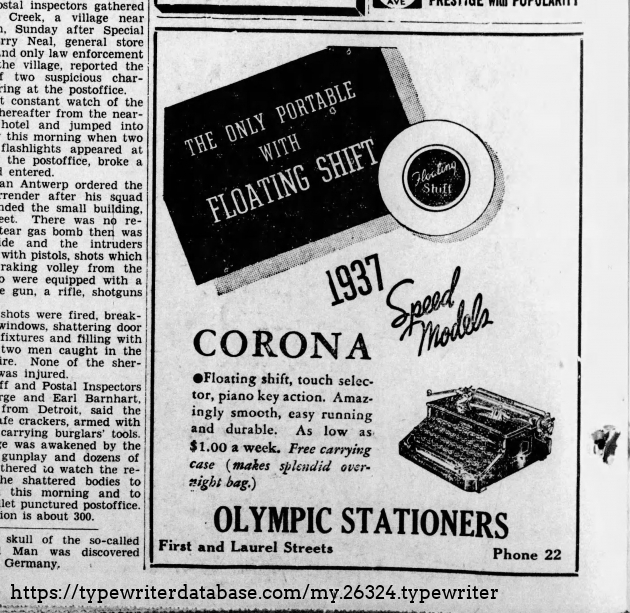 ostal inspectors gathered
Creek, a village near
Sunday after Special
rry Neal, general store
nd only law enforcement
the village, reported the
f two suspicious char-
ring at the postoffice.
t constant watch of the
hereafter from the near-
hotel and jumped into
this morning when two
flashlights appeared at
the postoffice, broke a
d entered.
an Antwerp ordered the
rrender after his squad
nded the small building,
eet. There was no re-
tear gas bomb then was
ide and the intruders
with pistols, shots which
raking volley from the
o were equipped with a
e gun, a rifle, shotguns
shots were fired, break-
windows, shattering door
fixtures and filling with
two men caught in the
ire. None of the sher-
was injured.
ff and Postal Inspectors
rge and Earl Barnhart,
from Detroit, said the
afe crackers, armed with
carrying burglars' tools.
ge was awakened by the
gunplay and dozens of
thered to watch the re-
he shattered bodies to
this morning and to
llet punctured postoffice.
ion is about 300.
skull of the so-called
Man was discovered
Germany.
AVE
PRESTIGE with POPULARITY
THE ONLY PORTABLE
WITH
FLOATING SHIFT
Floating
Shift
1937
Speed
Models
CORONA
●Floating shift, touch selec-
tor, piano key action. Amaz-
ingly smooth, easy running
and durable. As low as
$1.00 a week. Free carrying
case (makes splendid over-
night bag.)
OLYMPIC STATIONERS
First and Laurel Streets
Phone 22
https://typewriterdatabase.com/my.26324.typewriter